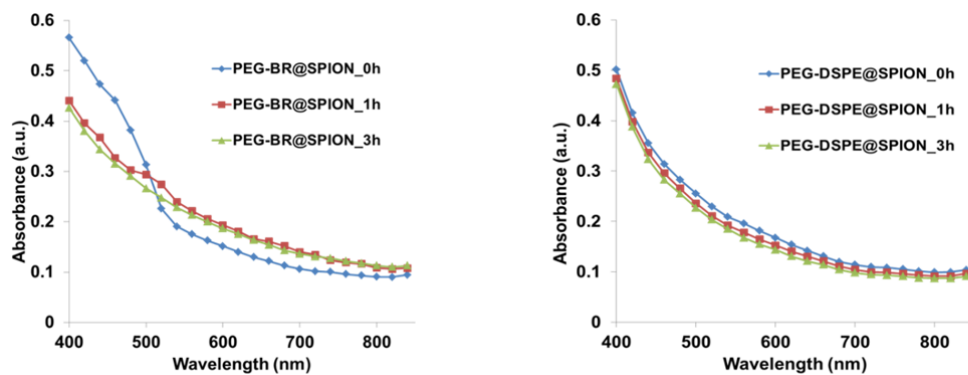 0.6
0.5
0.4
0.3
0.2
0.1
0
Absorbance (a.u.)
PEG-BR@SPION_0h
PEG-BR@SPION_1h
PEG-BR@SPION_3h
400 500 600 700 800
Wavelength (nm)
0.6
0.5
0.4
0.3
0.2
0.1
0
Absorbance (a.u.)
PEG-DSPE@SPION_0h
PEG-DSPE@SPION_1h
PEG-DSPE@SPION_3h
400 500 600 700 800
Wavelength (nm)